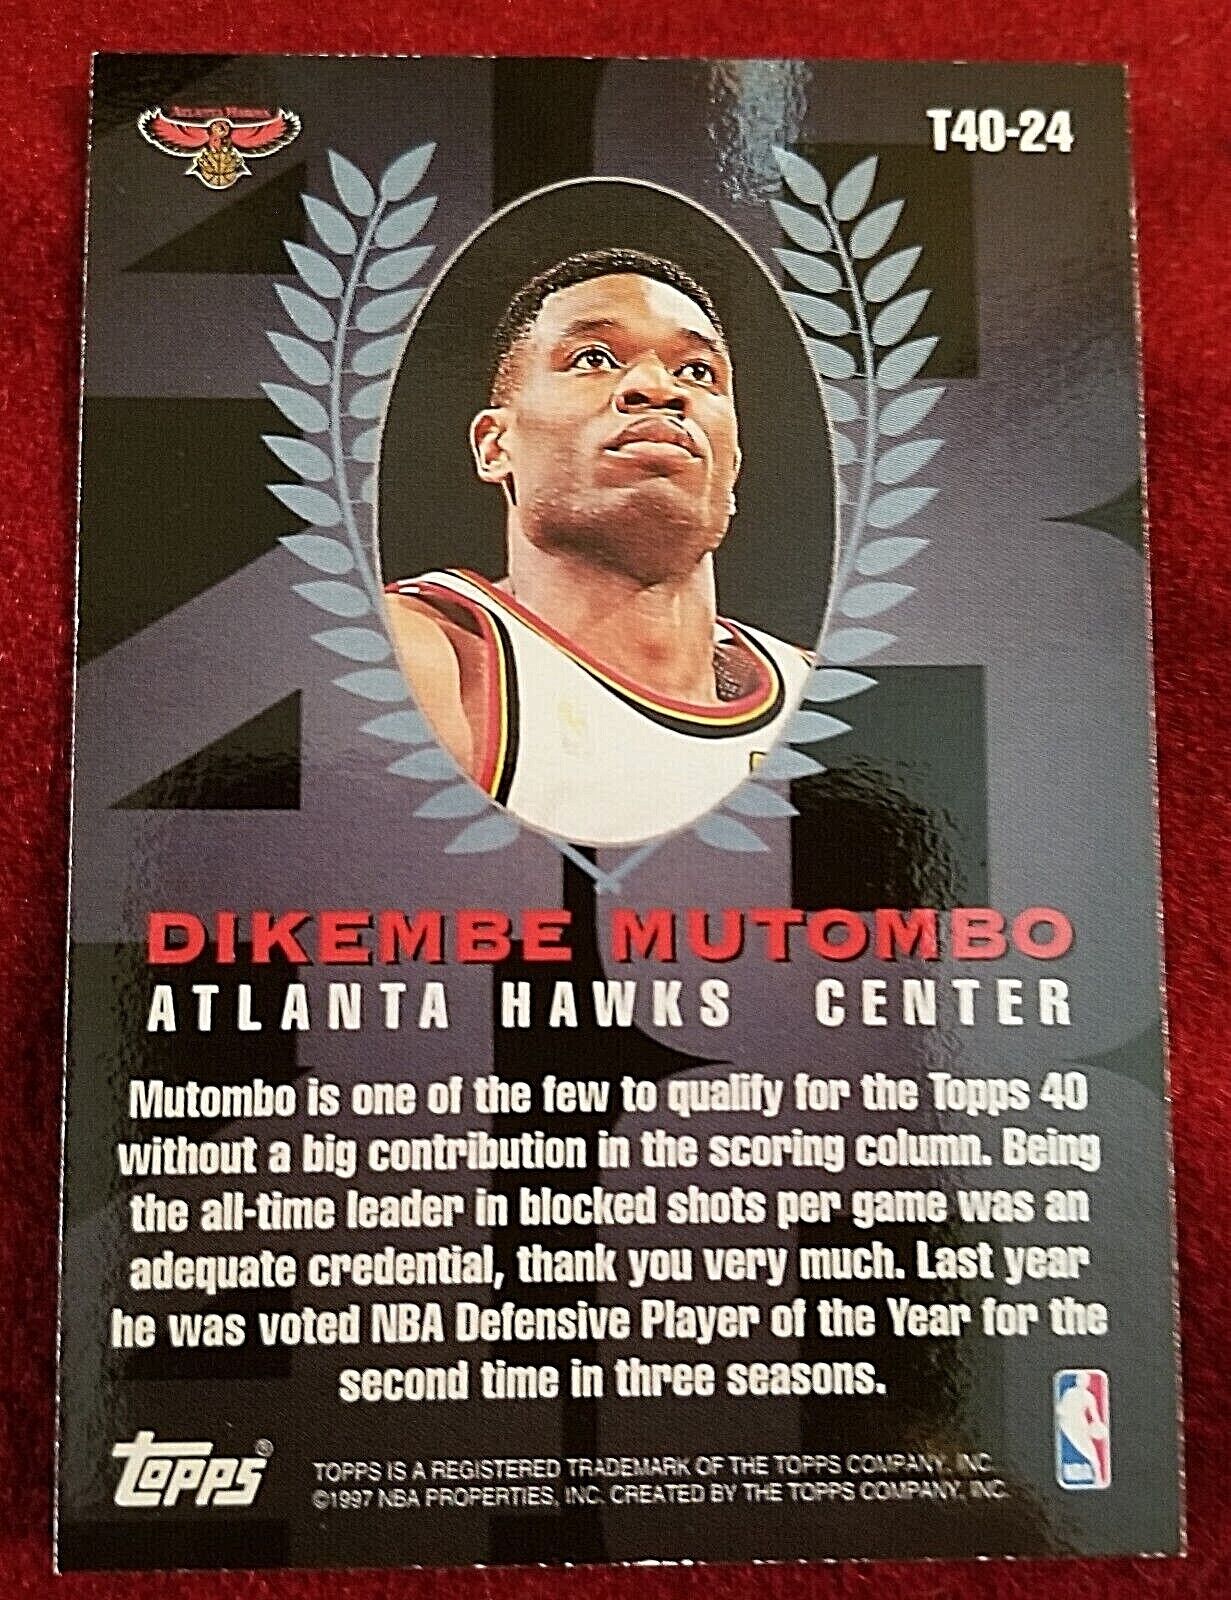 ATLANTA HAWKS
T40-24
DIKEMBE MUTOMBO
ATLANTA HAWKS CENTER
Mutombo is one of the few to qualify for the Topps 40
without a big contribution in the scoring column. Being
the all-time leader in blocked shots per game was an
adequate credential, thank you very much. Last year
he was voted NBA Defensive Player of the Year for the
second time in three seasons.
TOPPS®
TOPPS IS A REGISTERED TRADEMARK OF THE TOPPS COMPANY, INC.
©1997 NBA PROPERTIES, INC. CREATED BY THE TOPPS COMPANY, INC.